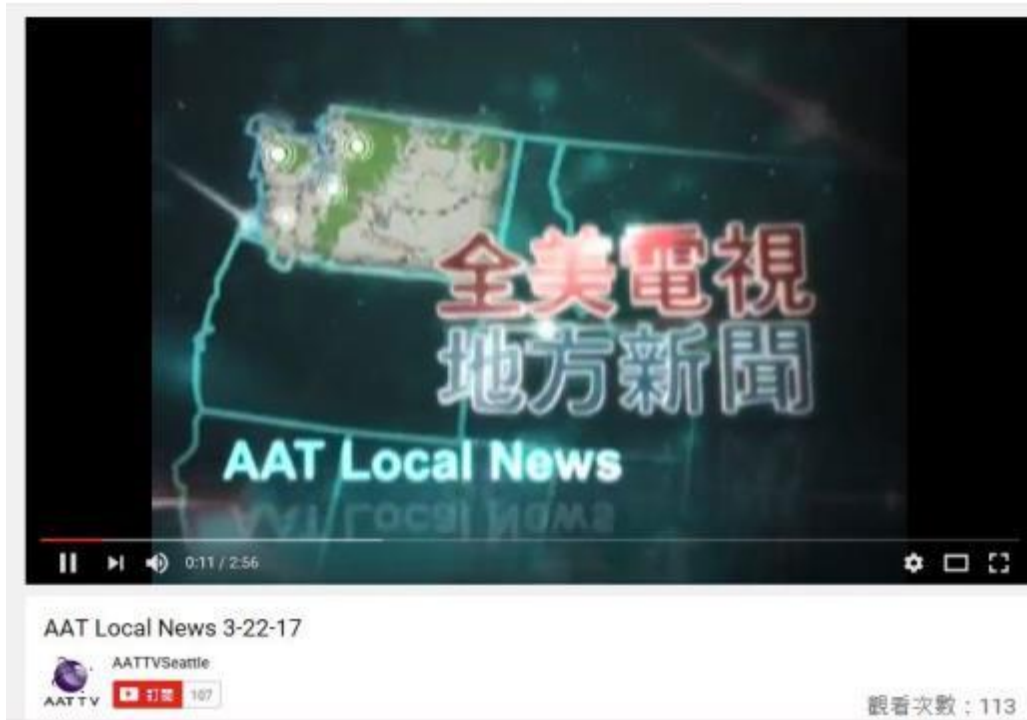 全美電視
地方新聞
AAT Local News
0:11 / 2:56
AAT Local News 3-22-17
AATTVSeattle
AAT TV
訂閱 107
觀看次數：113